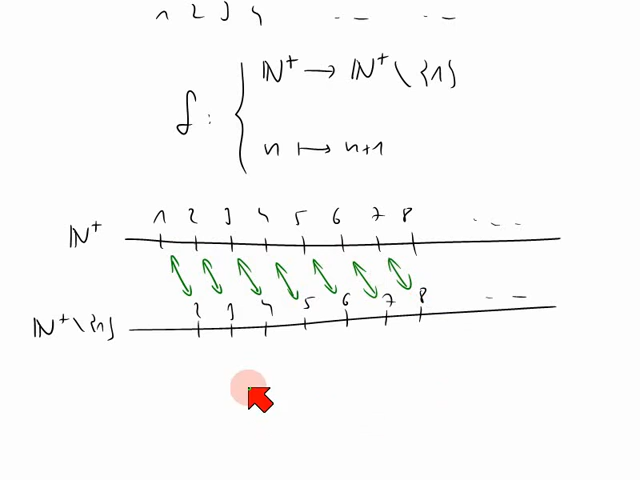 1 2 3 4 ... ...
f: { ℕ⁺ → ℕ⁺ \ {1}
n ↦ n+1
ℕ⁺ 1 2 3 4 5 6 7 8 ...
ℕ⁺ \ {1} 2 3 4 5 6 7 8 ...